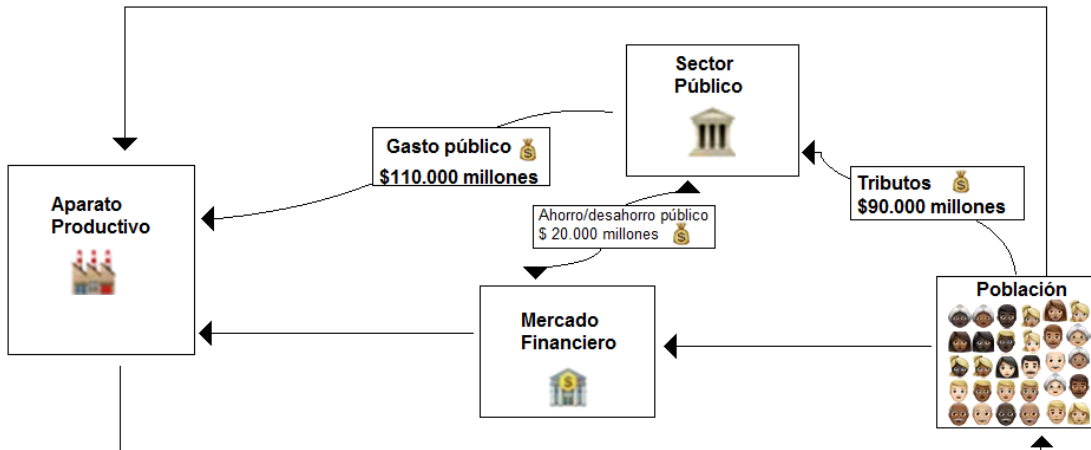 Sector
Público
Gasto público
$110.000 millones
Tributos
$90.000 millones
Aparato
Productivo
Ahorro/desahorro público
$ 20.000 millones
Población
Mercado
Financiero